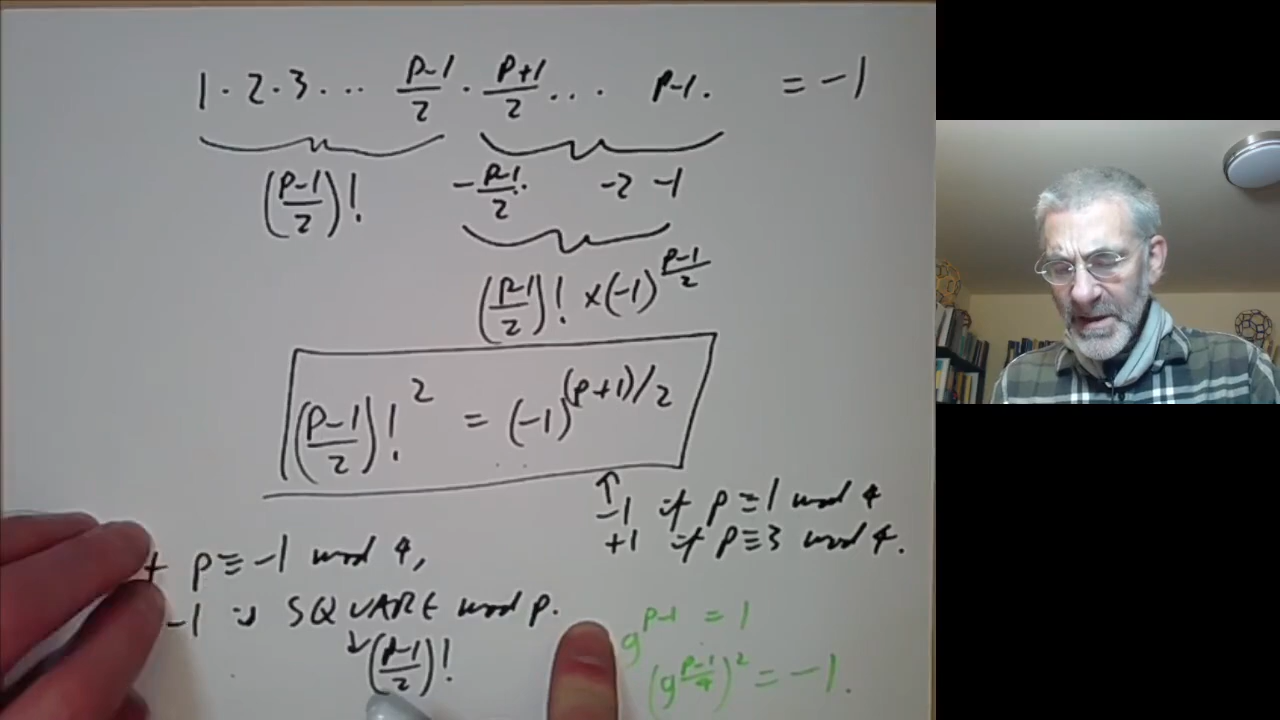 1 · 2 · 3 · ... (p-1)/2 · (p+1)/2 ... p-1. = -1
((p-1)/2)! -(p-1)/2 .. -2 -1
((p-1)/2)! × (-1)^((p-1)/2)
((p-1)/2)!² = (-1)^((p+1)/2)
↑ -1 if p ≡ 1 mod 4
+1 if p ≡ 3 mod 4.
p ≡ -1 mod 4,
-1 is SQUARE mod p.
((p-1)/2)!
g^(p-1) = 1
(g^((p-1)/4))² = -1.